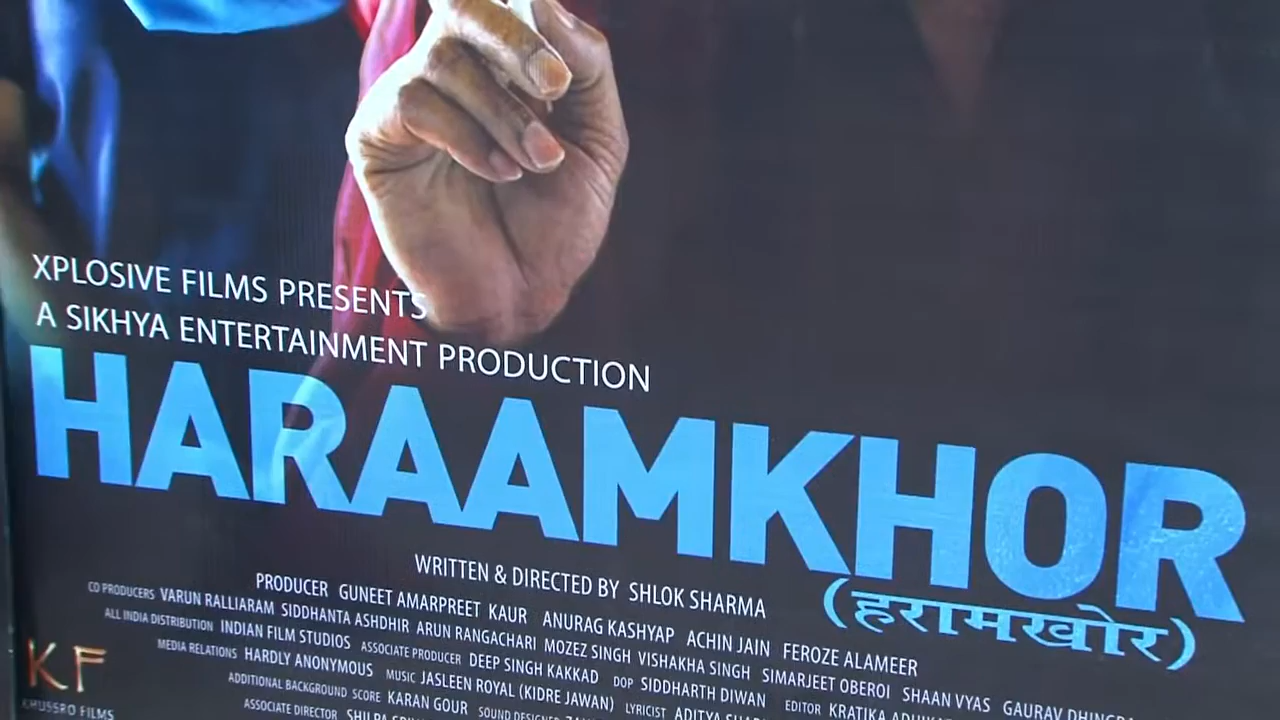 XPLOSIVE FILMS PRESENTS
A SIKHYA ENTERTAINMENT PRODUCTION
HARAAMKHOR
(हरामखोर)
WRITTEN & DIRECTED BY SHLOK SHARMA
PRODUCER GUNEET AMARPREET KAUR ANURAG KASHYAP ACHIN JAIN FEROZE ALAMEER
CO PRODUCERS VARUN RALLIARAM SIDDHANTA ASHDHIR ARUN RANGACHARI MOZEZ SINGH VISHAKHA SINGH SIMARJEET OBEROI SHAAN VYAS GAURAV DHINGRA
ALL INDIA DISTRIBUTION INDIAN FILM STUDIOS ASSOCIATE PRODUCER DEEP SINGH KAKKAD DOP SIDDHARTH DIWAN EDITOR KRATIKA
MEDIA RELATIONS HARDLY ANONYMOUS MUSIC JASLEEN ROYAL (KIDRE JAWAN) LYRICIST ADITYA
ADDITIONAL BACKGROUND SCORE KARAN GOUR SOUND DESIGNER
ASSOCIATE DIRECTOR
KF
KHUSSRO FILMS